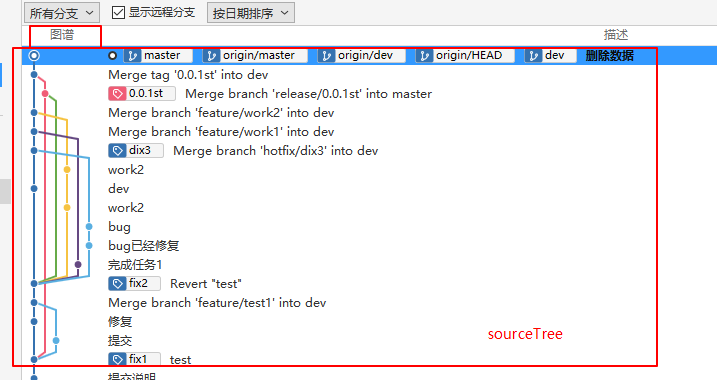 所有分支 显示远程分支 按日期排序
图谱 描述
master origin/master origin/dev origin/HEAD dev 删除数据
Merge tag '0.0.1st' into dev
0.0.1st Merge branch 'release/0.0.1st' into master
Merge branch 'feature/work2' into dev
Merge branch 'feature/work1' into dev
dix3 Merge branch 'hotfix/dix3' into dev
work2
dev
work2
bug
bug已经修复
完成任务1
fix2 Revert "test"
Merge branch 'feature/test1' into dev
修复
提交
sourceTree
fix1 test
提交说明